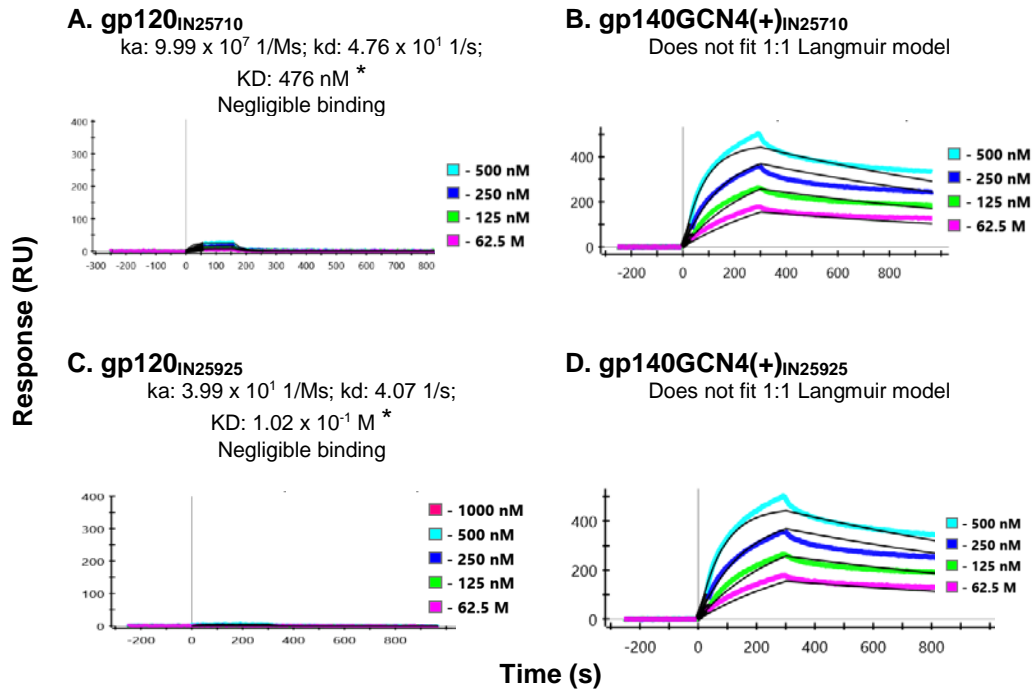 A. gp120IN25710
ka: 9.99 x 10⁷ 1/Ms; kd: 4.76 x 10¹ 1/s;
KD: 476 nM *
Negligible binding
400
300
200
100
0
-300 -200 -100 0 100 200 300 400 500 600 700 800
- 500 nM
- 250 nM
- 125 nM
- 62.5 M
B. gp140GCN4(+)IN25710
Does not fit 1:1 Langmuir model
400
200
0
-200 0 200 400 600 800
- 500 nM
- 250 nM
- 125 nM
- 62.5 M
Response (RU)
C. gp120IN25925
ka: 3.99 x 10¹ 1/Ms; kd: 4.07 1/s;
KD: 1.02 x 10⁻¹ M *
Negligible binding
400
300
200
100
0
-200 0 200 400 600 800
- 1000 nM
- 500 nM
- 250 nM
- 125 nM
- 62.5 M
D. gp140GCN4(+)IN25925
Does not fit 1:1 Langmuir model
400
200
0
-200 0 200 400 600 800
- 500 nM
- 250 nM
- 125 nM
- 62.5 M
Time (s)